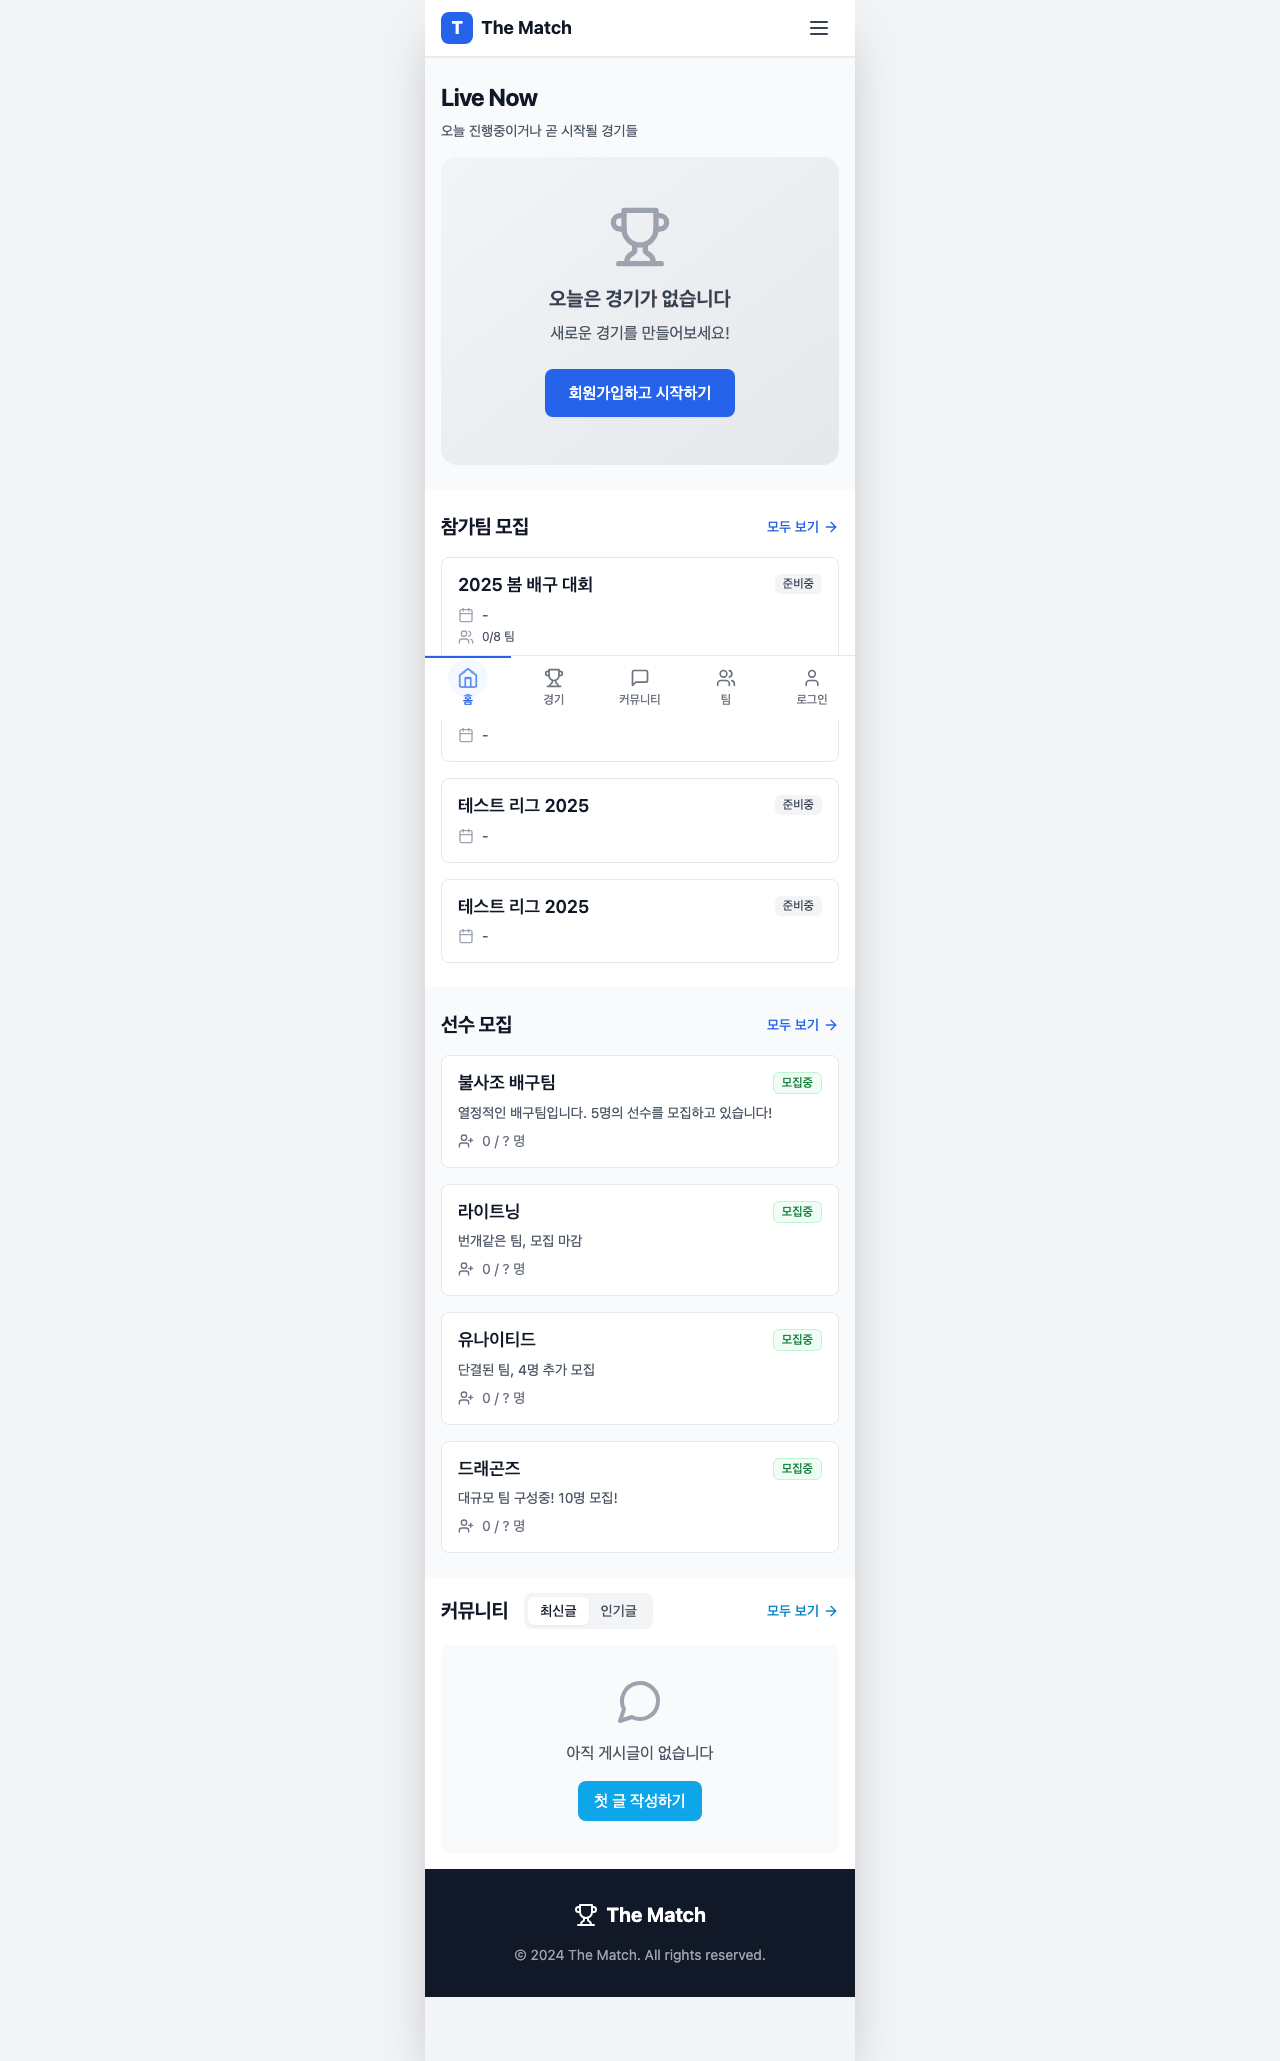 T The Match
Live Now
오늘 진행중이거나 곧 시작될 경기들
오늘은 경기가 없습니다
새로운 경기를 만들어보세요!
회원가입하고 시작하기
참가팀 모집
모두 보기 →
2025 봄 배구 대회
준비중
-
0/8 팀
홈
경기
커뮤니티
팀
로그인
-
테스트 리그 2025
준비중
-
테스트 리그 2025
준비중
-
선수 모집
모두 보기 →
불사조 배구팀
모집중
열정적인 배구팀입니다. 5명의 선수를 모집하고 있습니다!
0 / ? 명
라이트닝
모집중
번개같은 팀, 모집 마감
0 / ? 명
유나이티드
모집중
단결된 팀, 4명 추가 모집
0 / ? 명
드래곤즈
모집중
대규모 팀 구성중! 10명 모집!
0 / ? 명
커뮤니티
최신글
인기글
모두 보기 →
아직 게시글이 없습니다
첫 글 작성하기
The Match
© 2024 The Match. All rights reserved.